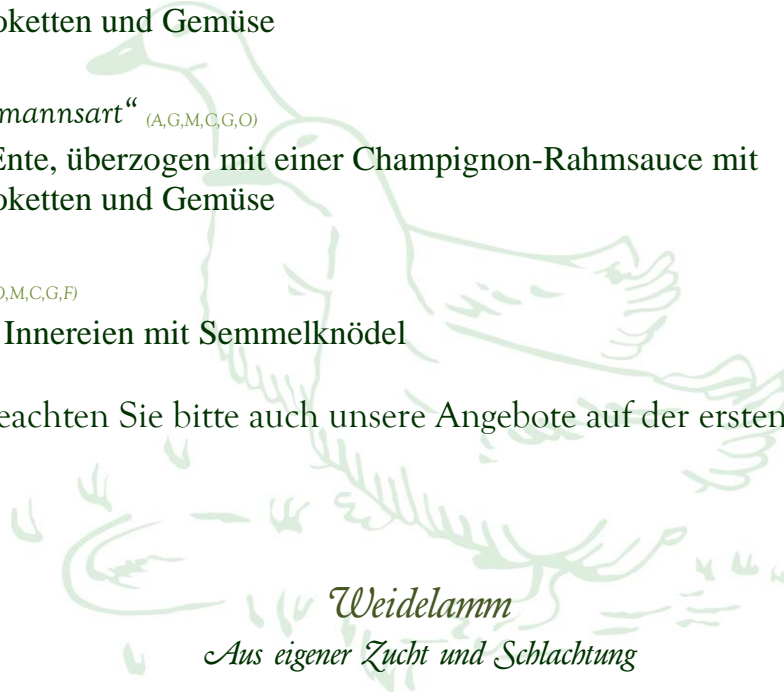 oketten und Gemüse
mannsart“ (A,G,M,C,G,O)
Ente, überzogen mit einer Champignon-Rahmsauce mit
oketten und Gemüse
O,M,C,G,F)
Innereien mit Semmelknödel
eachten Sie bitte auch unsere Angebote auf der ersten
Weidelamm
Aus eigener Zucht und Schlachtung